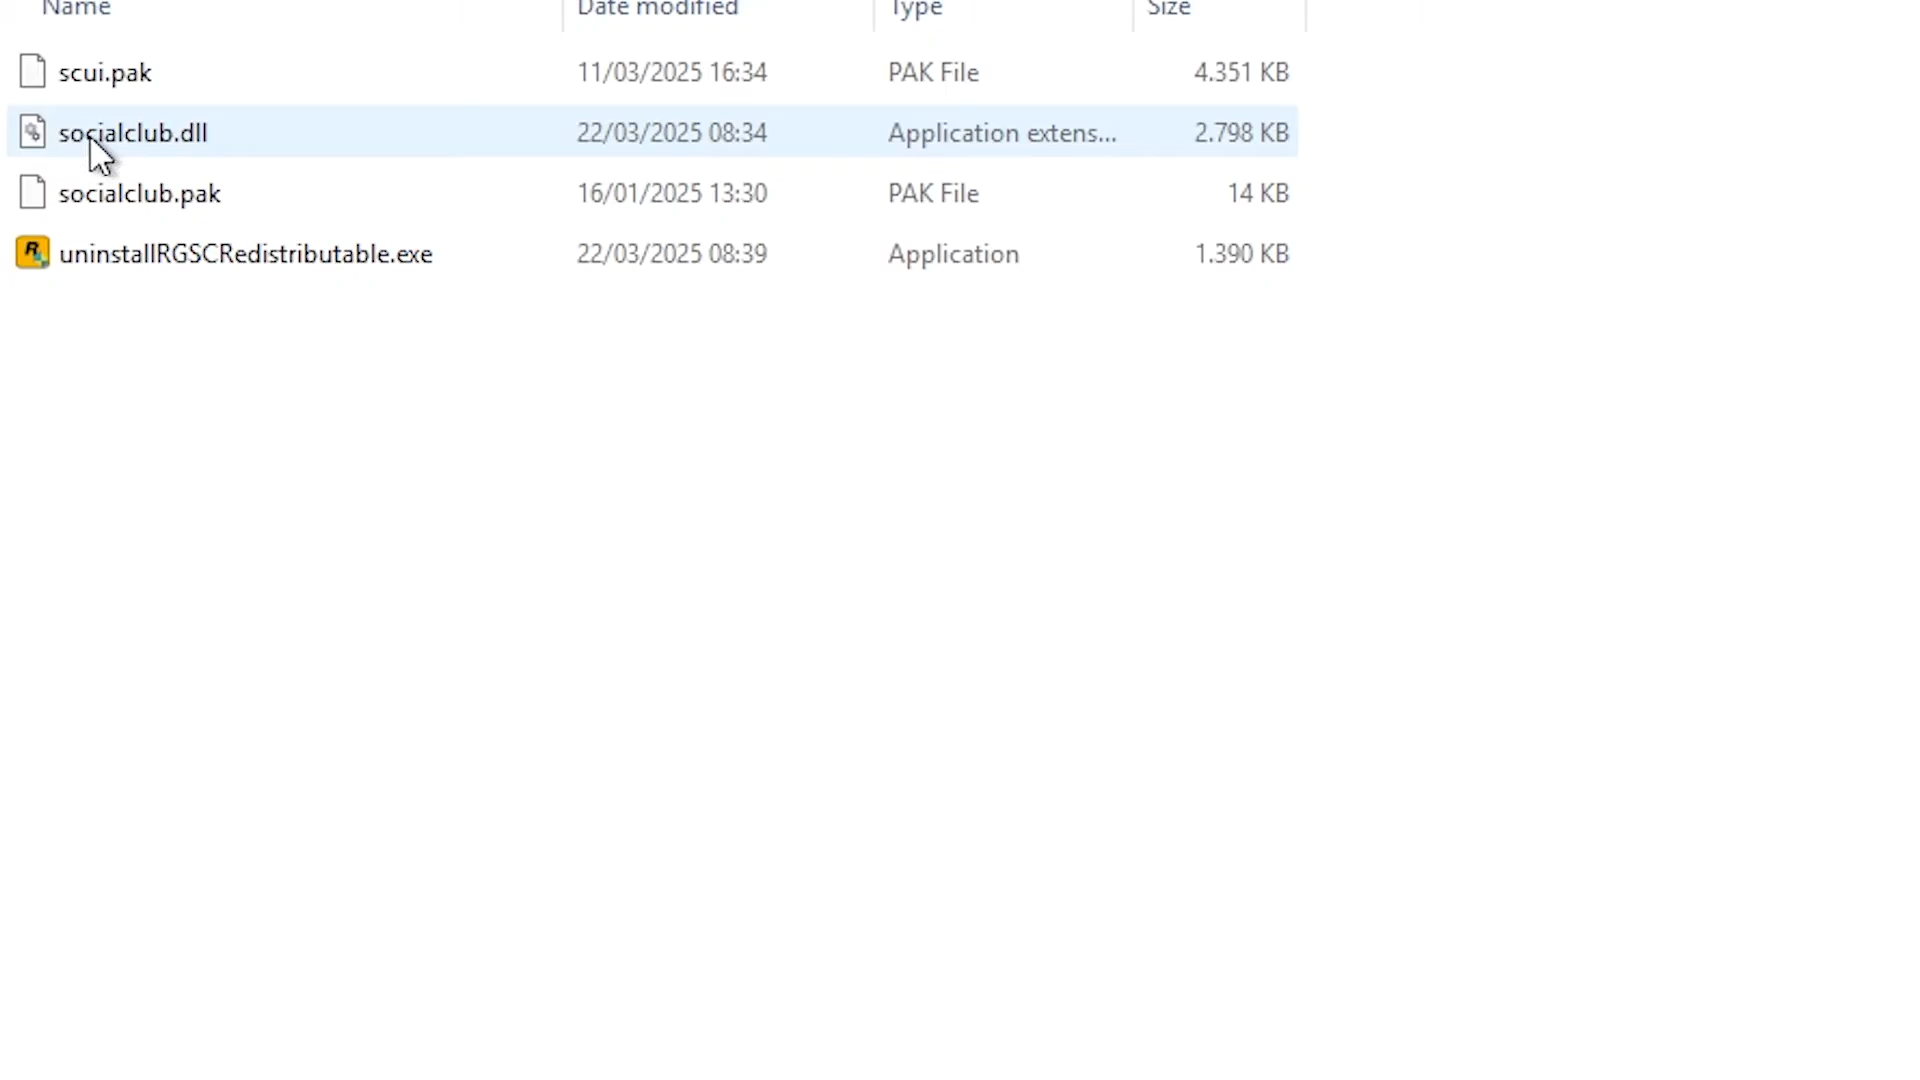 Name Date modified Type Size
scui.pak 11/03/2025 16:34 PAK File 4.351 KB
socialclub.dll 22/03/2025 08:34 Application extens... 2.798 KB
socialclub.pak 16/01/2025 13:30 PAK File 14 KB
uninstallRGSCRedistributable.exe 22/03/2025 08:39 Application 1.390 KB